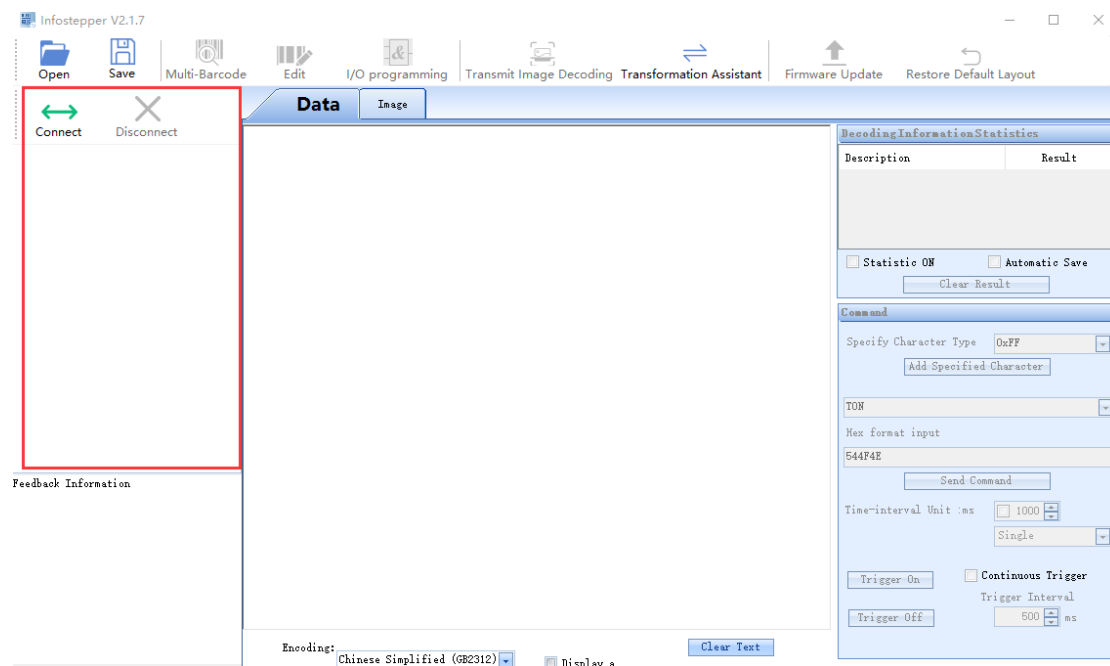 Infostepper V2.1.7
Open Save Multi-Barcode Edit I/O programming Transmit Image Decoding Transformation Assistant Firmware Update Restore Default Layout
Connect Disconnect
Data Image
DecodingInformationStatistics
Description Result
Statistic ON Automatic Save
Clear Result
Command
Specify Character Type 0xFF
Add Specified Character
TON
Hex format input
544F4E
Send Command
Time-interval Unit :ms 1000
Single
Trigger On Continuous Trigger
Trigger Interval
Trigger Off 500 ms
Feedback Information
Encoding: Clear Text
Chinese Simplified (GB2312) Display a